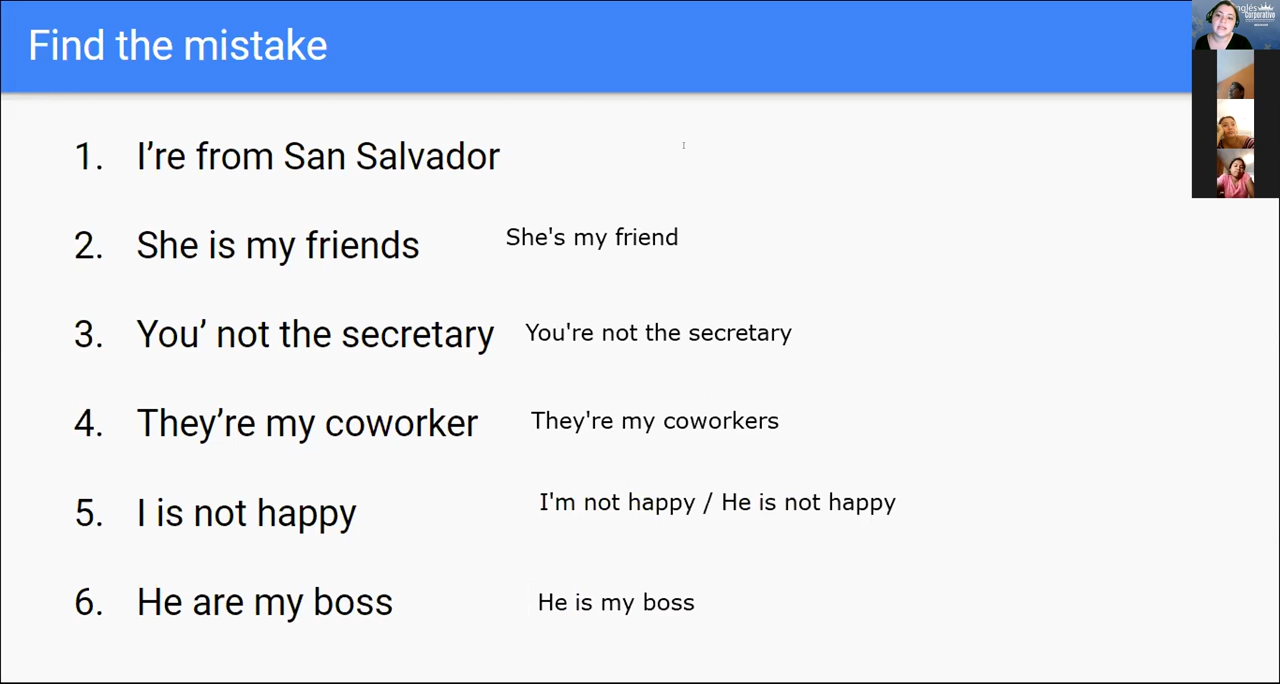 Find the mistake
inglés
corporativo
1. I’re from San Salvador
2. She is my friends
She's my friend
3. You’ not the secretary
You're not the secretary
4. They’re my coworker
They're my coworkers
5. I is not happy
I'm not happy / He is not happy
6. He are my boss
He is my boss